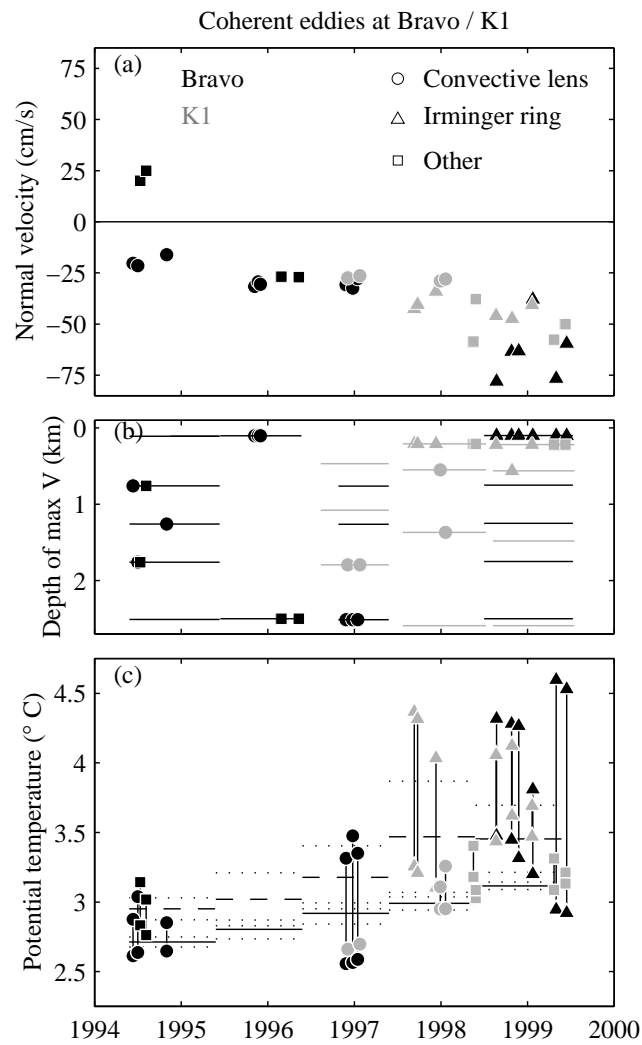 Coherent eddies at Bravo / K1
(a)
Bravo
K1
Convective lens
Irminger ring
Other
Normal velocity (cm/s)
75
50
25
0
−25
−50
−75
(b)
Depth of max V (km)
0
1
2
(c)
Potential temperature (° C)
4.5
4
3.5
3
2.5
1994 1995 1996 1997 1998 1999 2000